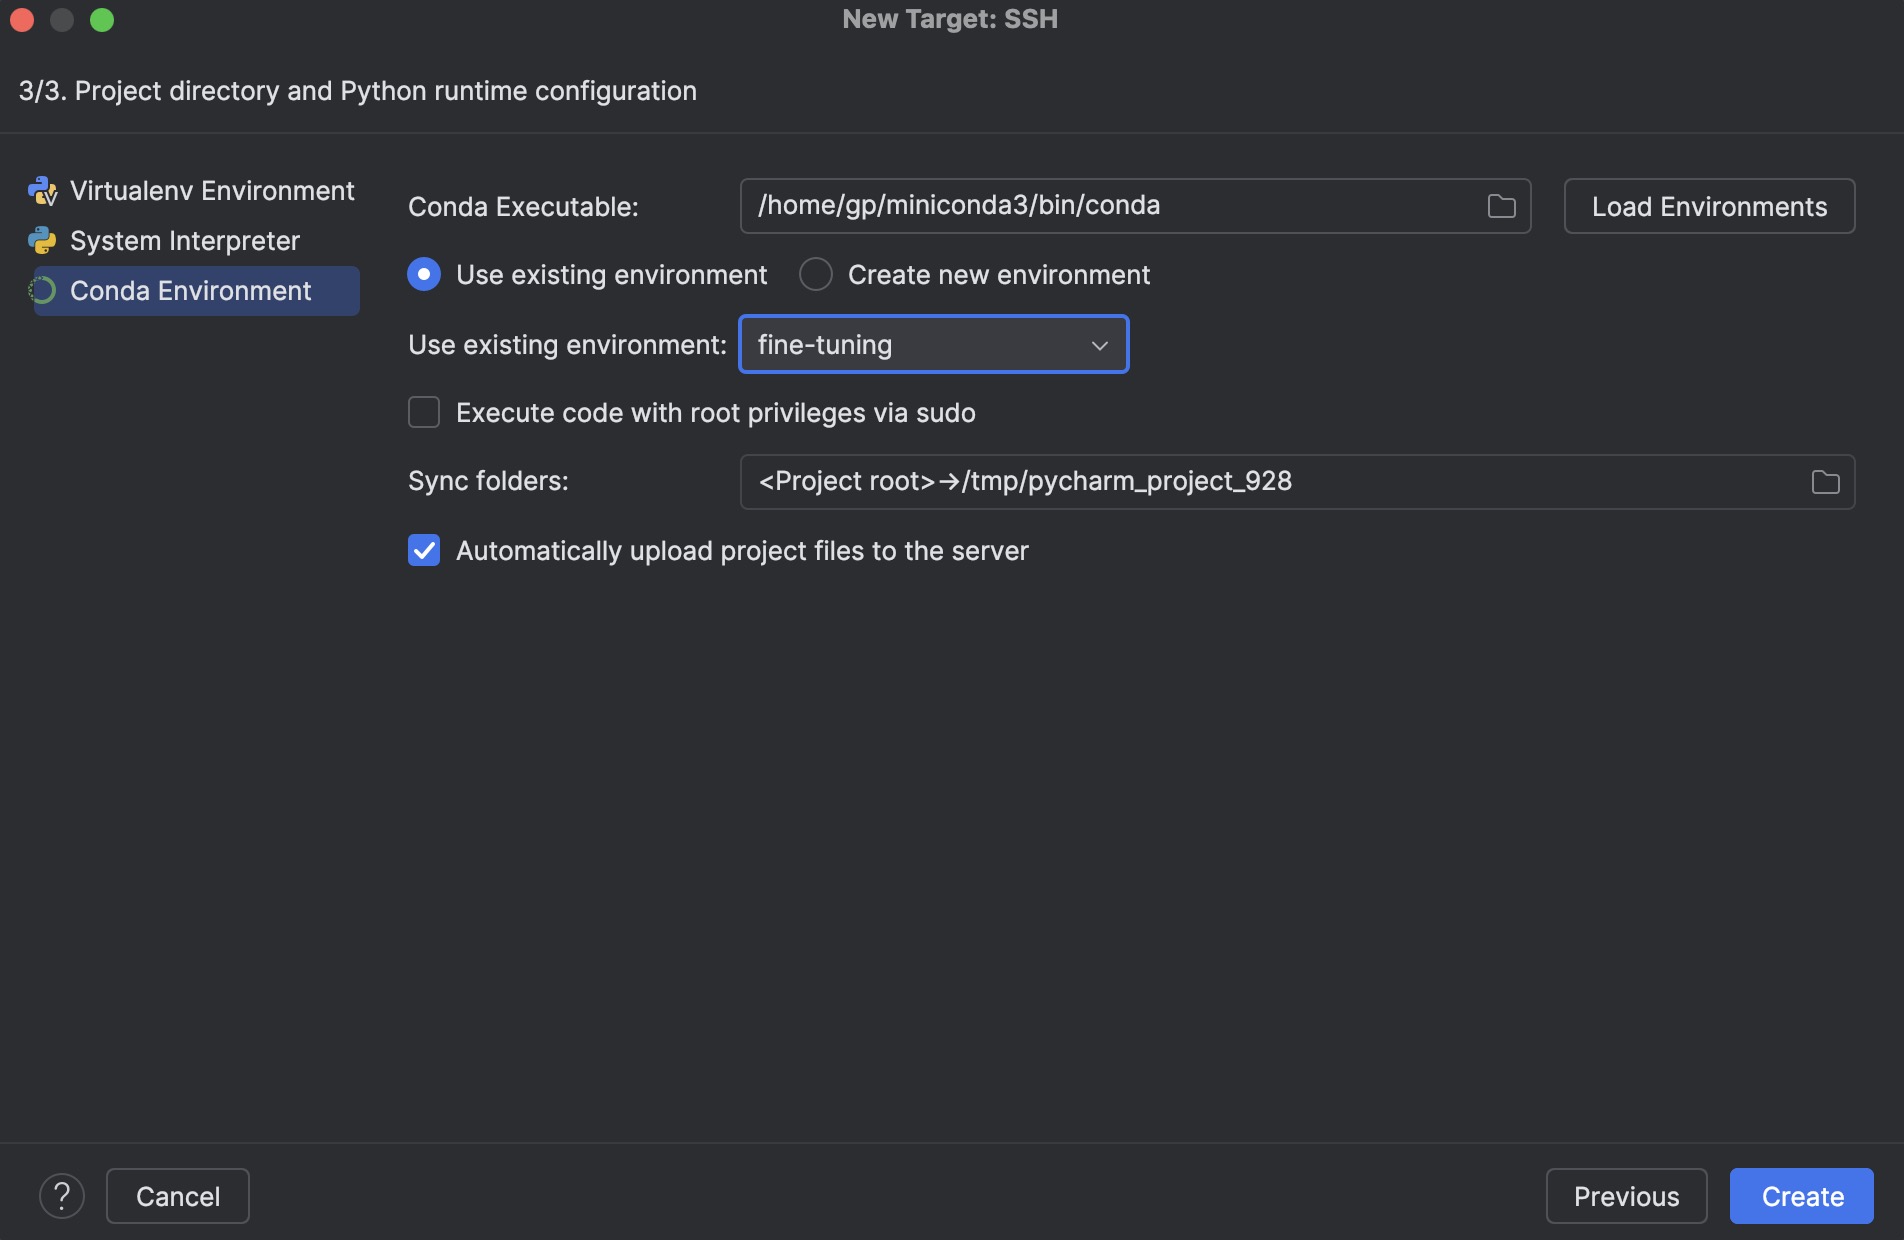 New Target: SSH
3/3. Project directory and Python runtime configuration
Virtualenv Environment
System Interpreter
Conda Environment
Conda Executable: /home/gp/miniconda3/bin/conda Load Environments
Use existing environment Create new environment
Use existing environment: fine-tuning
Execute code with root privileges via sudo
Sync folders: <Project root>→/tmp/pycharm_project_928
Automatically upload project files to the server
? Cancel Previous Create